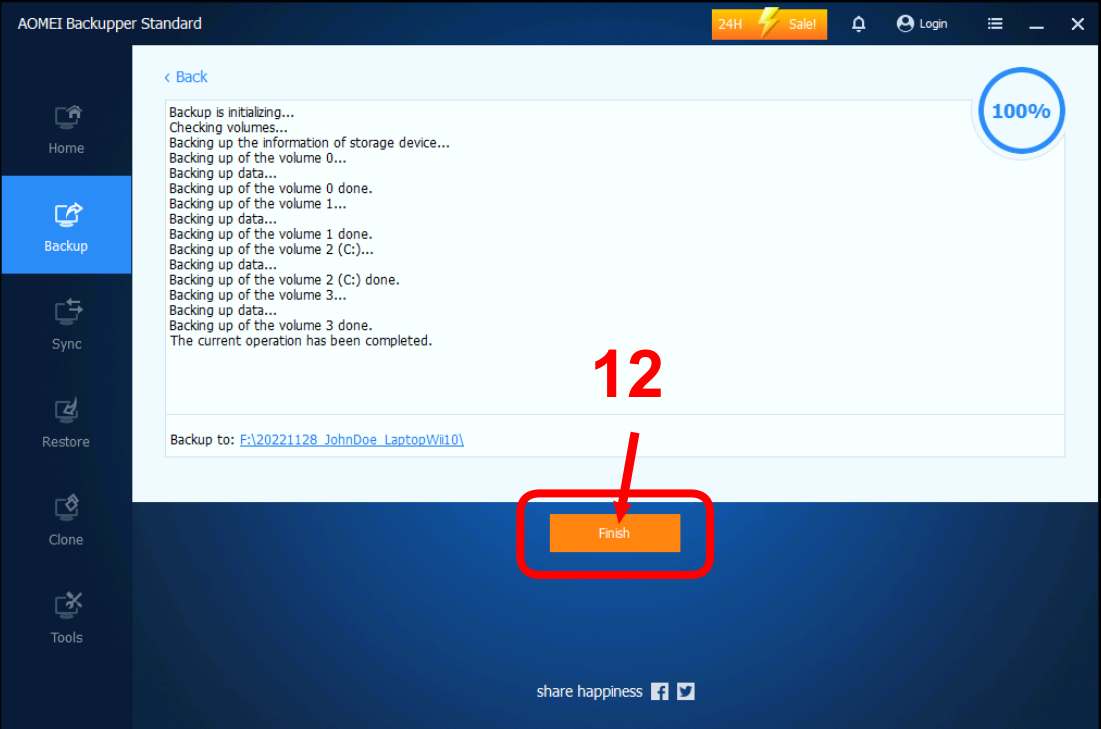 AOMEI Backupper Standard
24H Sale!
Login
Home
Backup
Sync
Restore
Clone
Tools
‹ Back
100%
Backup is initializing...
Checking volumes...
Backing up the information of storage device...
Backing up of the volume 0...
Backing up data...
Backing up of the volume 0 done.
Backing up of the volume 1...
Backing up data...
Backing up of the volume 1 done.
Backing up of the volume 2 (C:)...
Backing up data...
Backing up of the volume 2 (C:) done.
Backing up of the volume 3...
Backing up data...
Backing up of the volume 3 done.
The current operation has been completed.
12
Backup to: F:\20221128_JohnDoe_LaptopWii10\
Finish
share happiness